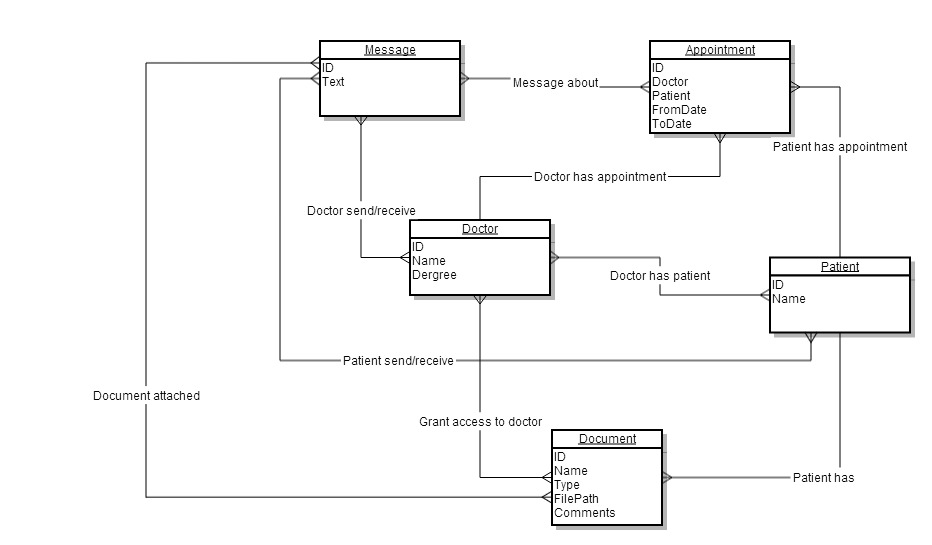 Message
ID
Text
Message about
Appointment
ID
Doctor
Patient
FromDate
ToDate
Patient has appointment
Doctor has appointment
Doctor send/receive
Doctor
ID
Name
Dergree
Doctor has patient
Patient
ID
Name
Patient send/receive
Document attached
Grant access to doctor
Document
ID
Name
Type
FilePath
Comments
Patient has